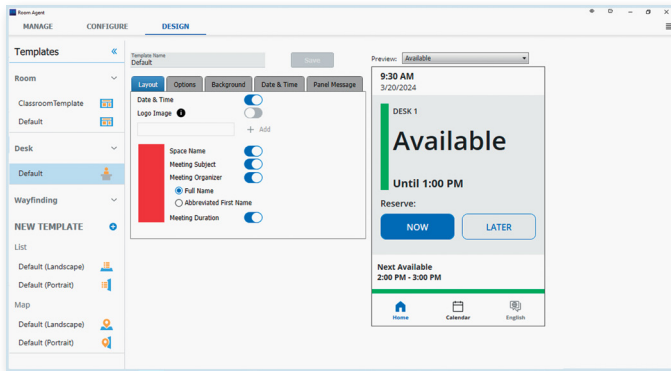 Room Agent
MANAGE CONFIGURE DESIGN
Templates «
Room
ClassroomTemplate
Default
Desk
Default
Wayfinding
NEW TEMPLATE
List
Default (Landscape)
Default (Portrait)
Map
Default (Landscape)
Default (Portrait)
Template Name
Default
Save
Layout Options Background Date & Time Panel Message
Date & Time
Logo Image
+ Add
Space Name
Meeting Subject
Meeting Organizer
Full Name
Abbreviated First Name
Meeting Duration
Preview: Available
9:30 AM
3/20/2024
DESK 1
Available
Until 1:00 PM
Reserve:
NOW LATER
Next Available
2:00 PM - 3:00 PM
Home Calendar English